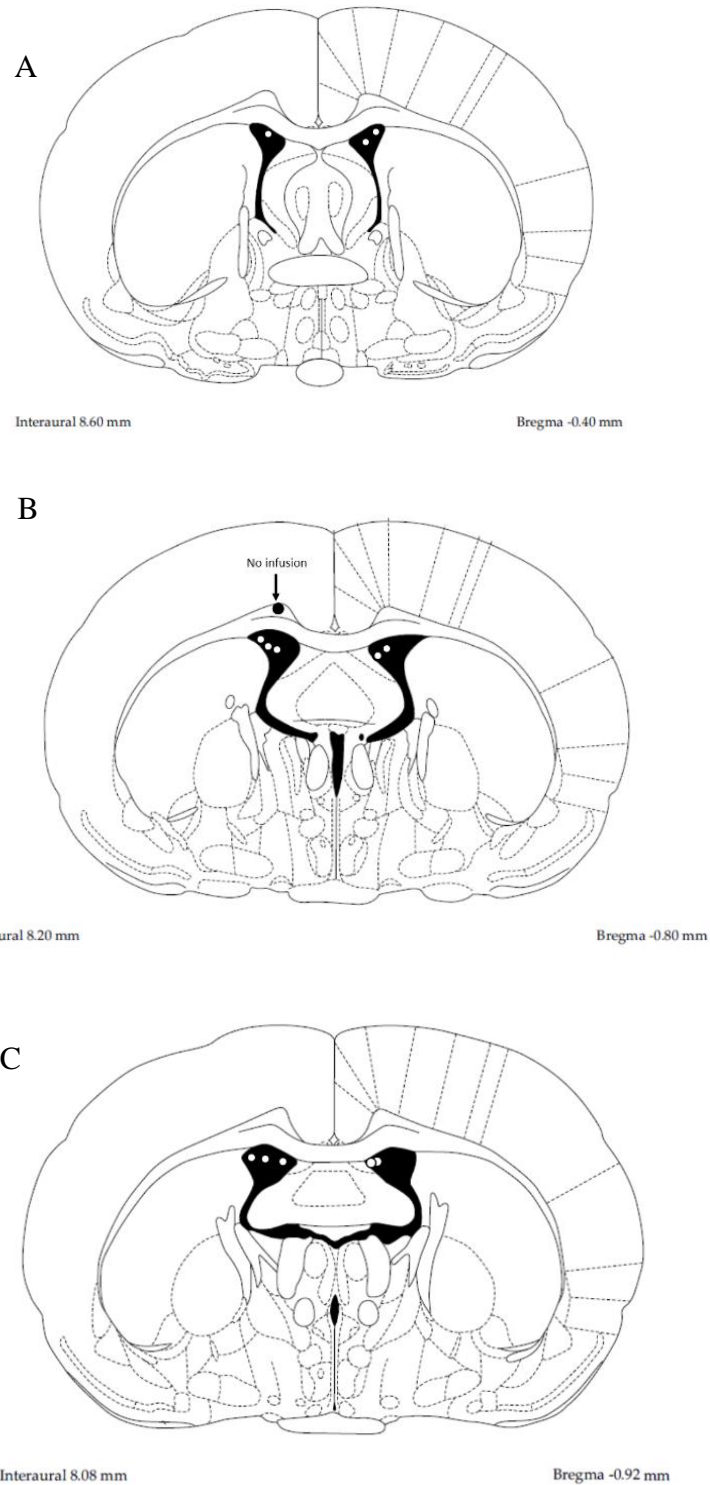 A
Interaural 8.60 mm Bregma -0.40 mm
B
No infusion
ural 8.20 mm Bregma -0.80 mm
C
Interaural 8.08 mm Bregma -0.92 mm